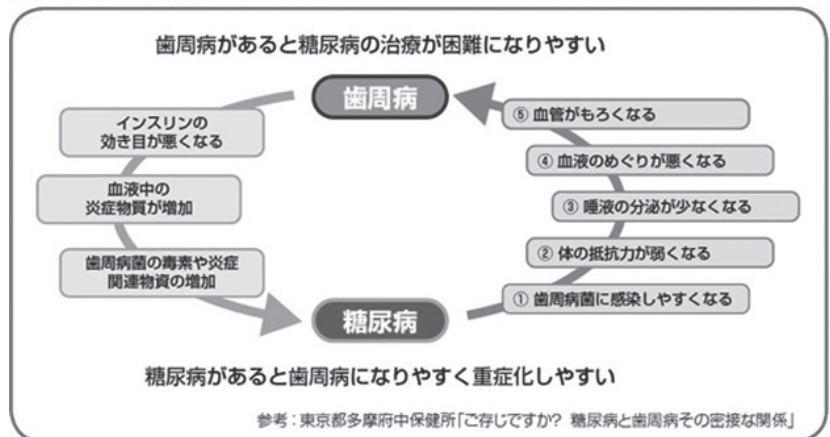 歯周病があると糖尿病の治療が困難になりやすい
歯周病
インスリンの
効き目が悪くなる
血液中の
炎症物質が増加
歯周病菌の毒素や炎症
関連物資の増加
⑤ 血管がもろくなる
④ 血液のめぐりが悪くなる
③ 唾液の分泌が少なくなる
② 体の抵抗力が弱くなる
① 歯周病菌に感染しやすくなる
糖尿病
糖尿病があると歯周病になりやすく重症化しやすい
参考：東京都多摩府中保健所「ご存じですか？ 糖尿病と歯周病その密接な関係」